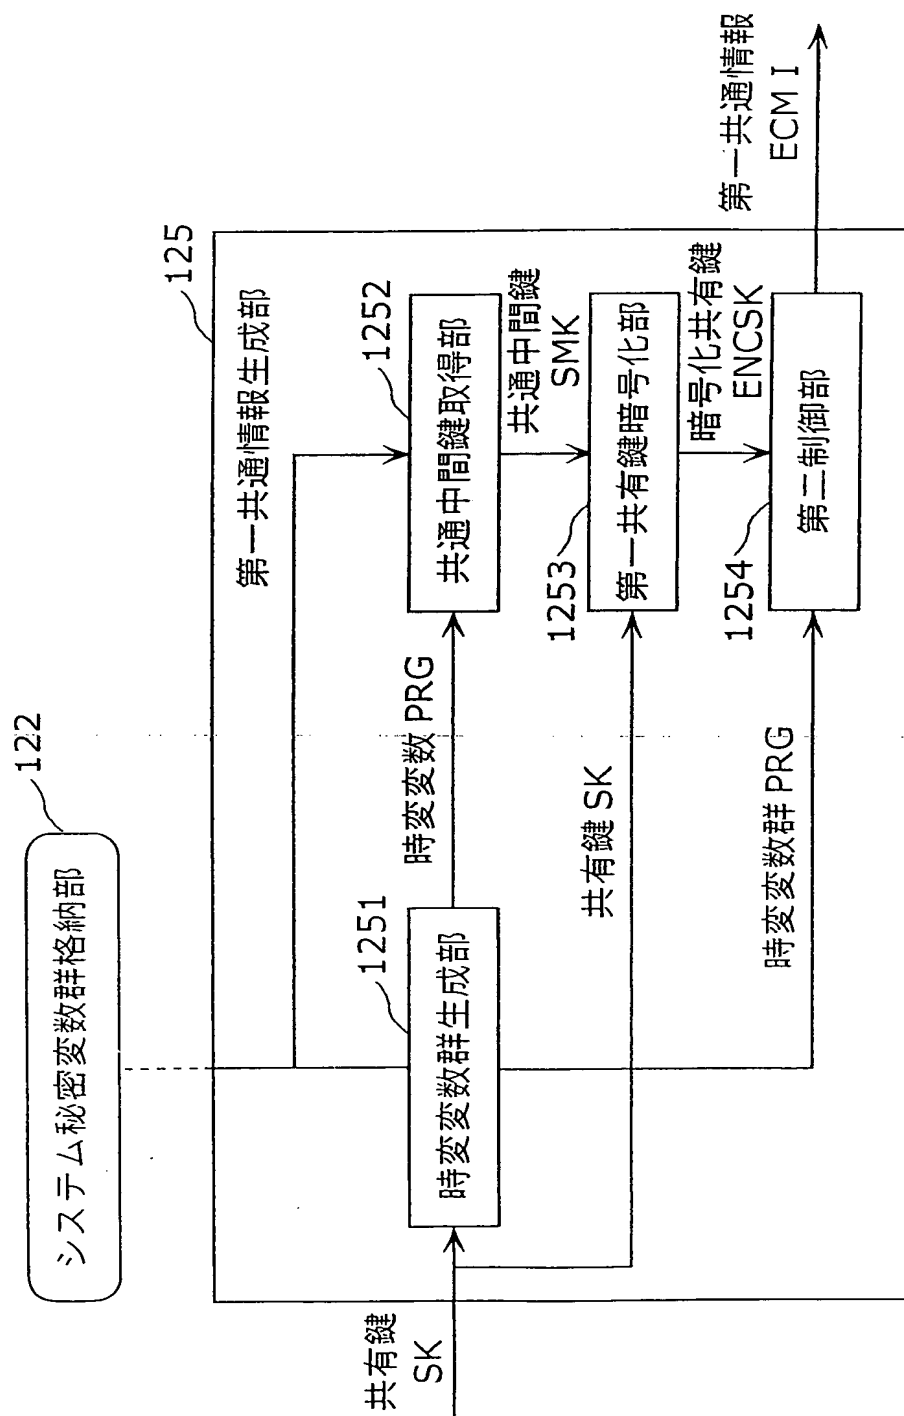 システム秘密変数群格納部
122
125
第一共通情報生成部
共有鍵
SK
1251
時変変数群生成部
時変変数 PRG
1252
共通中間鍵取得部
共通中間鍵
SMK
共有鍵 SK
1253
第一共有鍵暗号化部
暗号化共有鍵
ENCSK
時変変数群 PRG
1254
第二制御部
第一共通情報
ECM I